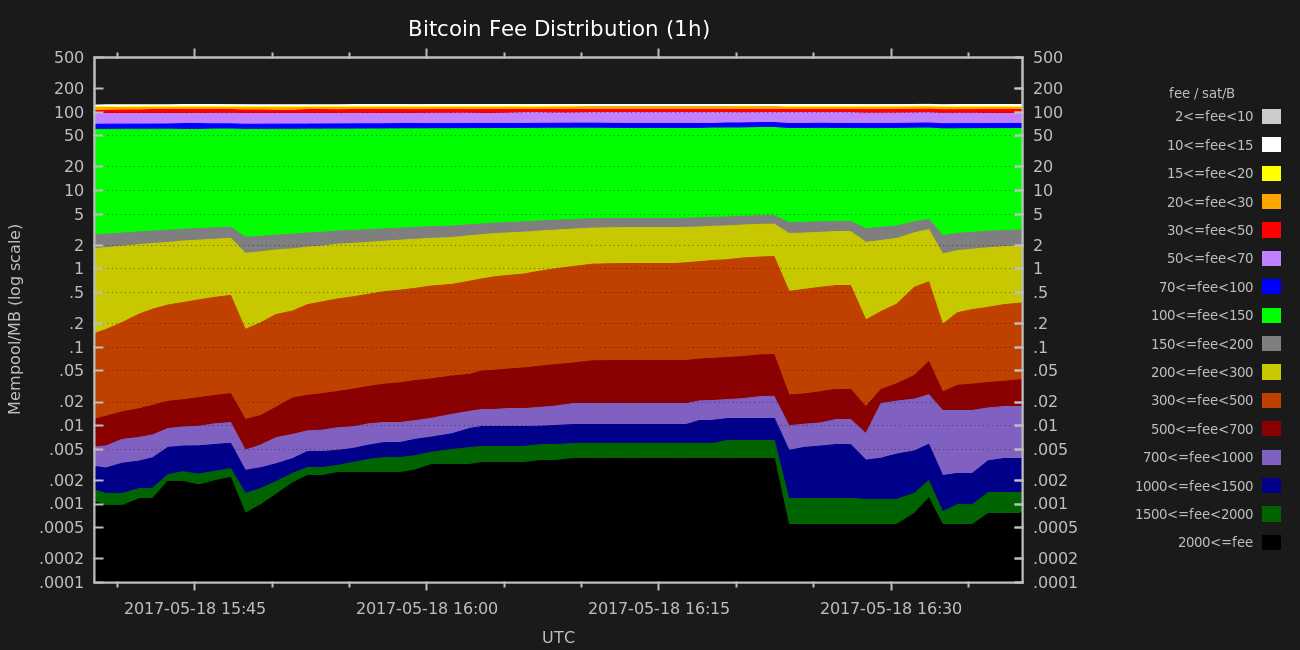 Bitcoin Fee Distribution (1h)
Mempool/MB (log scale)
500
200
100
50
20
10
5
2
1
.5
.2
.1
.05
.02
.01
.005
.002
.001
.0005
.0002
.0001
500
200
100
50
20
10
5
2
1
.5
.2
.1
.05
.02
.01
.005
.002
.001
.0005
.0002
.0001
2017-05-18 15:45
2017-05-18 16:00
2017-05-18 16:15
2017-05-18 16:30
UTC
fee / sat/B
2<=fee<10
10<=fee<15
15<=fee<20
20<=fee<30
30<=fee<50
50<=fee<70
70<=fee<100
100<=fee<150
150<=fee<200
200<=fee<300
300<=fee<500
500<=fee<700
700<=fee<1000
1000<=fee<1500
1500<=fee<2000
2000<=fee